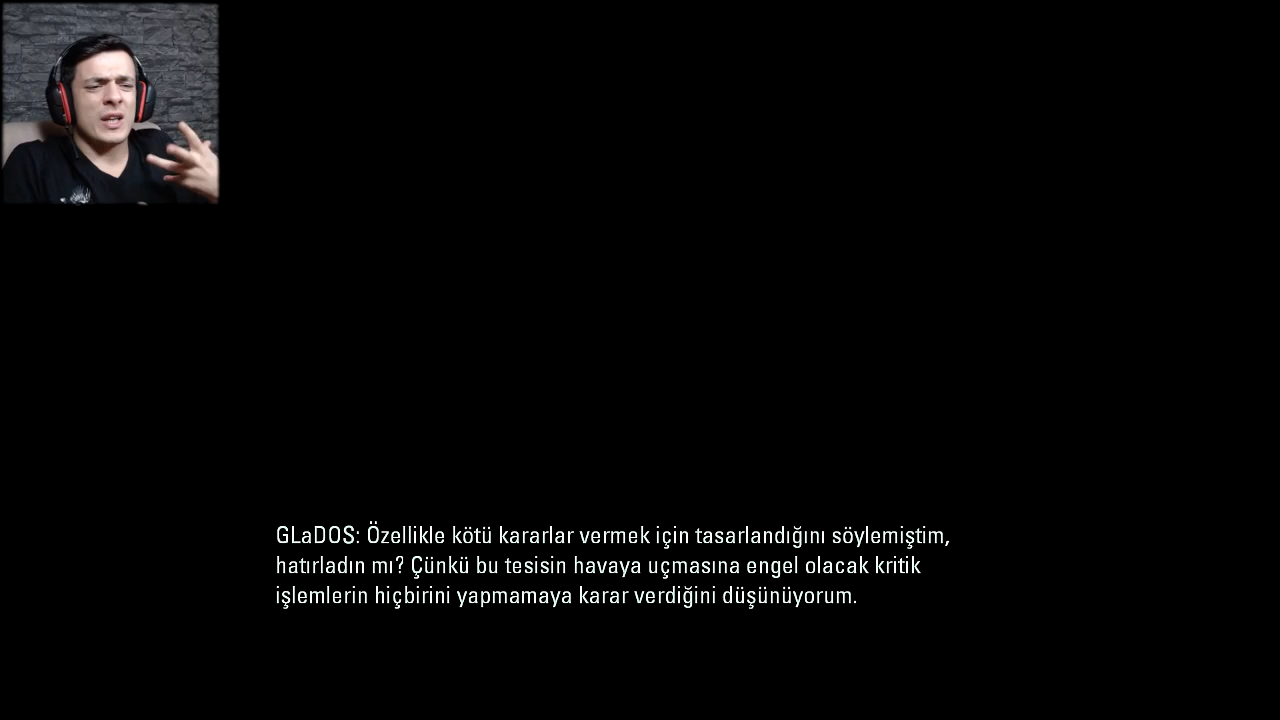 GLaDOS: Özellikle kötü kararlar vermek için tasarlandığını söylemiştim,
hatırladın mı? Çünkü bu tesisin havaya uçmasına engel olacak kritik
işlemlerin hiçbirini yapmamaya karar verdiğini düşünüyorum.